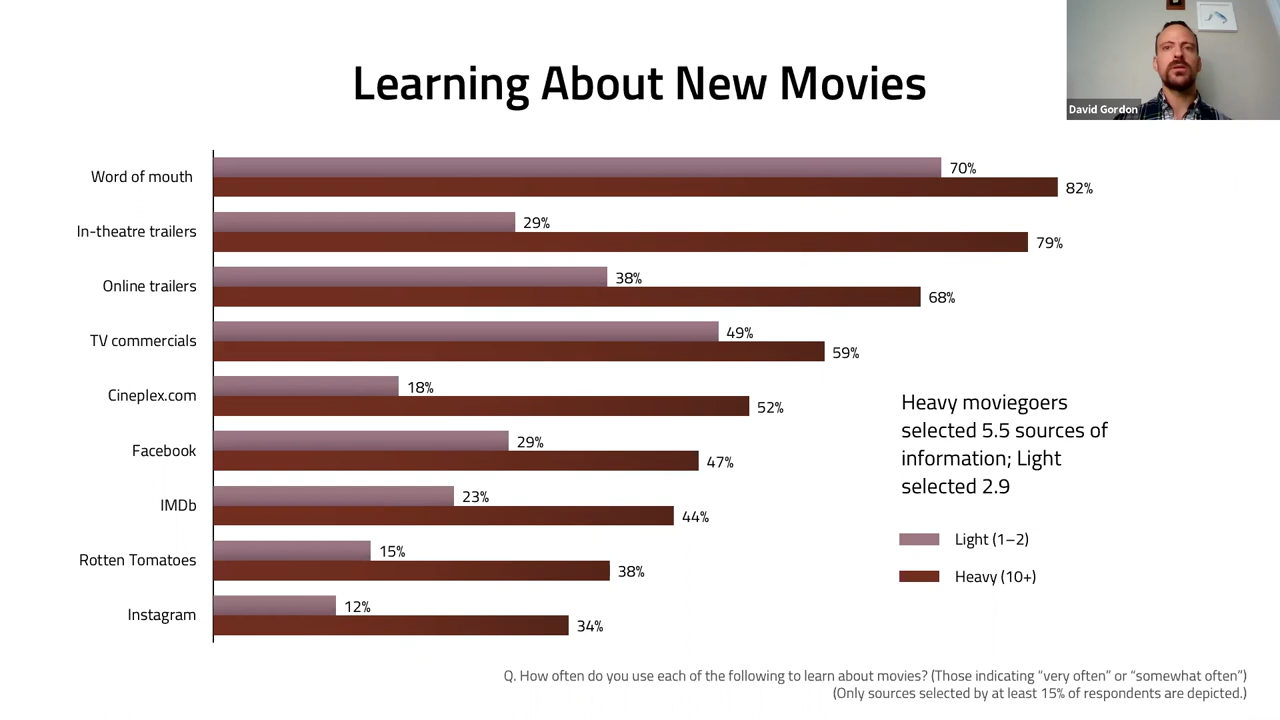 Learning About New Movies
David Gordon
Word of mouth
70%
82%
In-theatre trailers
29%
79%
Online trailers
38%
68%
TV commercials
49%
59%
Cineplex.com
18%
52%
Facebook
29%
47%
IMDb
23%
44%
Rotten Tomatoes
15%
38%
Instagram
12%
34%
Heavy moviegoers
selected 5.5 sources of
information; Light
selected 2.9
Light (1–2)
Heavy (10+)
Q. How often do you use each of the following to learn about movies? (Those indicating “very often” or “somewhat often”)
(Only sources selected by at least 15% of respondents are depicted.)